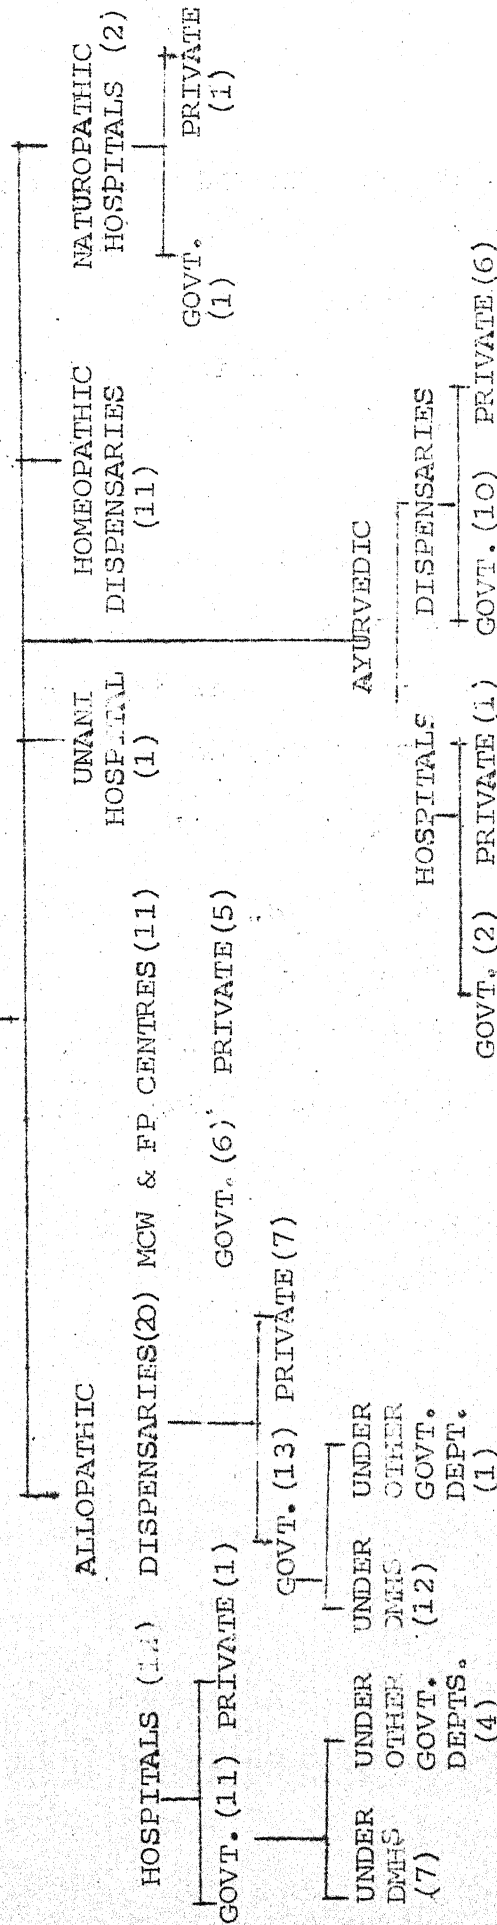 ALLOPATHIC
HOSPITALS
GOVT. (11) PRIVATE (1)
UNDER
DMHS
(7)
UNDER
OTHER
GOVT.
DEPTS.
(4)
DISPENSARIES(20)
GOVT. (13) PRIVATE (7)
UNDER
DMHS
(12)
UNDER
OTHER
GOVT.
DEPT.
(1)
MCW & FP CENTRES (11)
GOVT. (6) PRIVATE (5)
UNANI
HOSPITAL
(1)
AYURVEDIC
HOSPITALS
GOVT. (2) PRIVATE (1)
DISPENSARIES
GOVT. (10) PRIVATE (6)
HOMEOPATHIC
DISPENSARIES
(11)
NATUROPATHIC
HOSPITALS (2)
GOVT.
(1)
PRIVATE
(1)